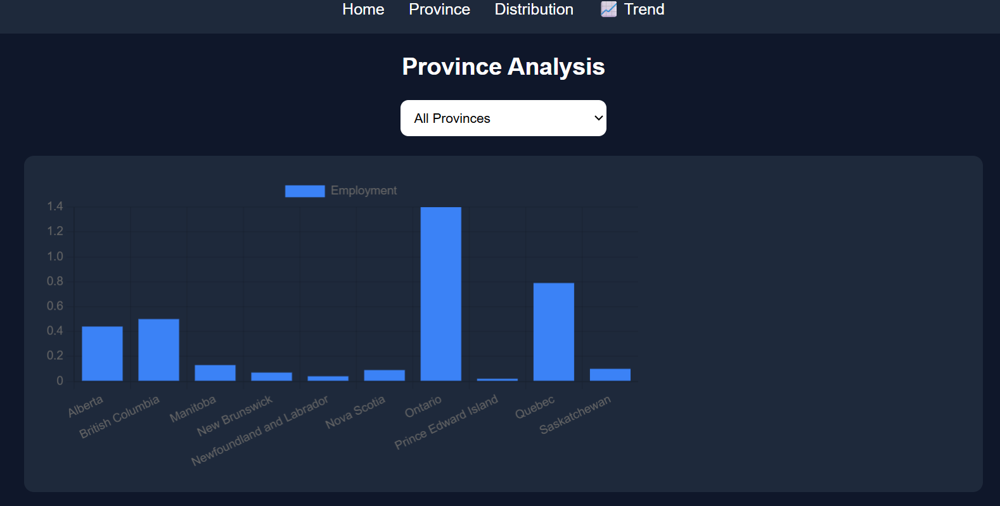 Home Province Distribution 📈 Trend
Province Analysis
All Provinces
Employment
1.4
1.2
1.0
0.8
0.6
0.4
0.2
0
Alberta
British Columbia
Manitoba
New Brunswick
Newfoundland and Labrador
Nova Scotia
Ontario
Prince Edward Island
Quebec
Saskatchewan